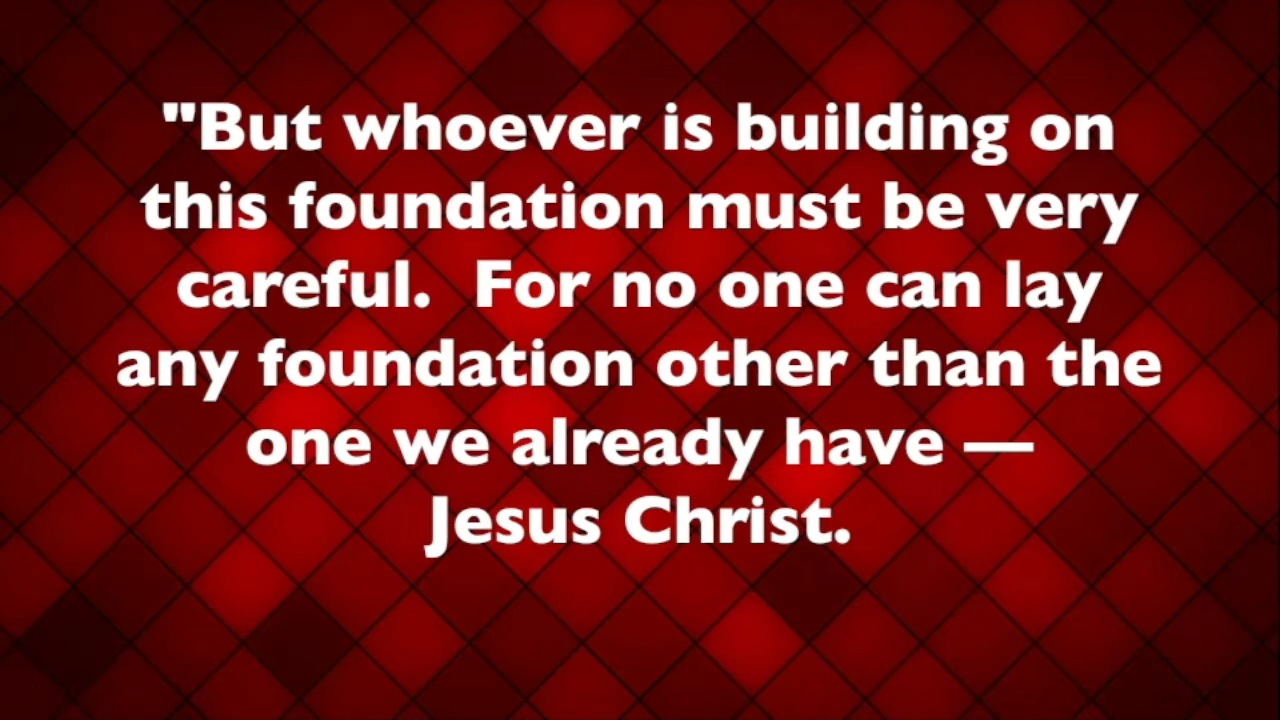 "But whoever is building on
this foundation must be very
careful.  For no one can lay
any foundation other than the
one we already have —
Jesus Christ.